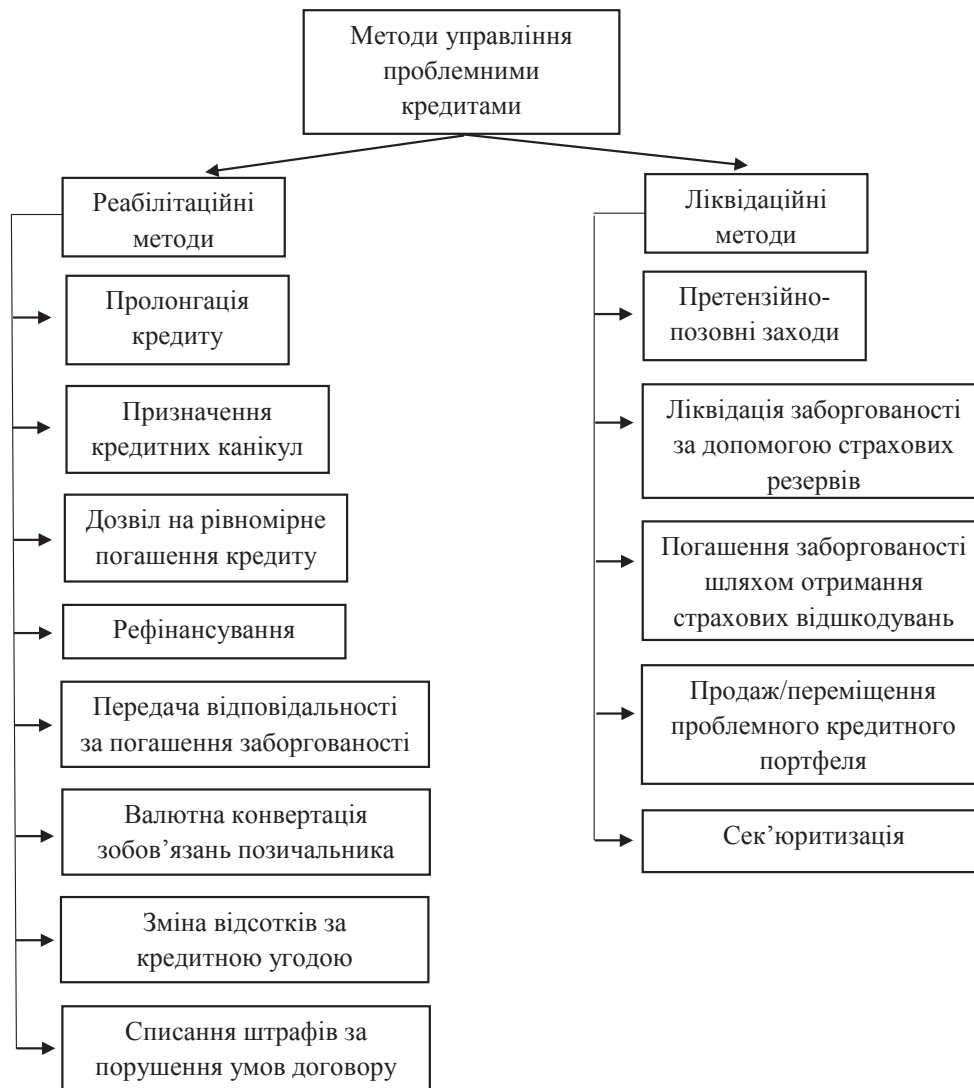 Методи управління
проблемними
кредитами
Реабілітаційні
методи
Пролонгація
кредиту
Призначення
кредитних канікул
Дозвіл на рівномірне
погашення кредиту
Рефінансування
Передача відповідальності
за погашення заборгованості
Валютна конвертація
зобов’язань позичальника
Зміна відсотків за
кредитною угодою
Списання штрафів за
порушення умов договору
Ліквідаційні
методи
Претензійно-
позовні заходи
Ліквідація заборгованості
за допомогою страхових
резервів
Погашення заборгованості
шляхом отримання
страхових відшкодувань
Продаж/переміщення
проблемного кредитного
портфеля
Сек’юритизація